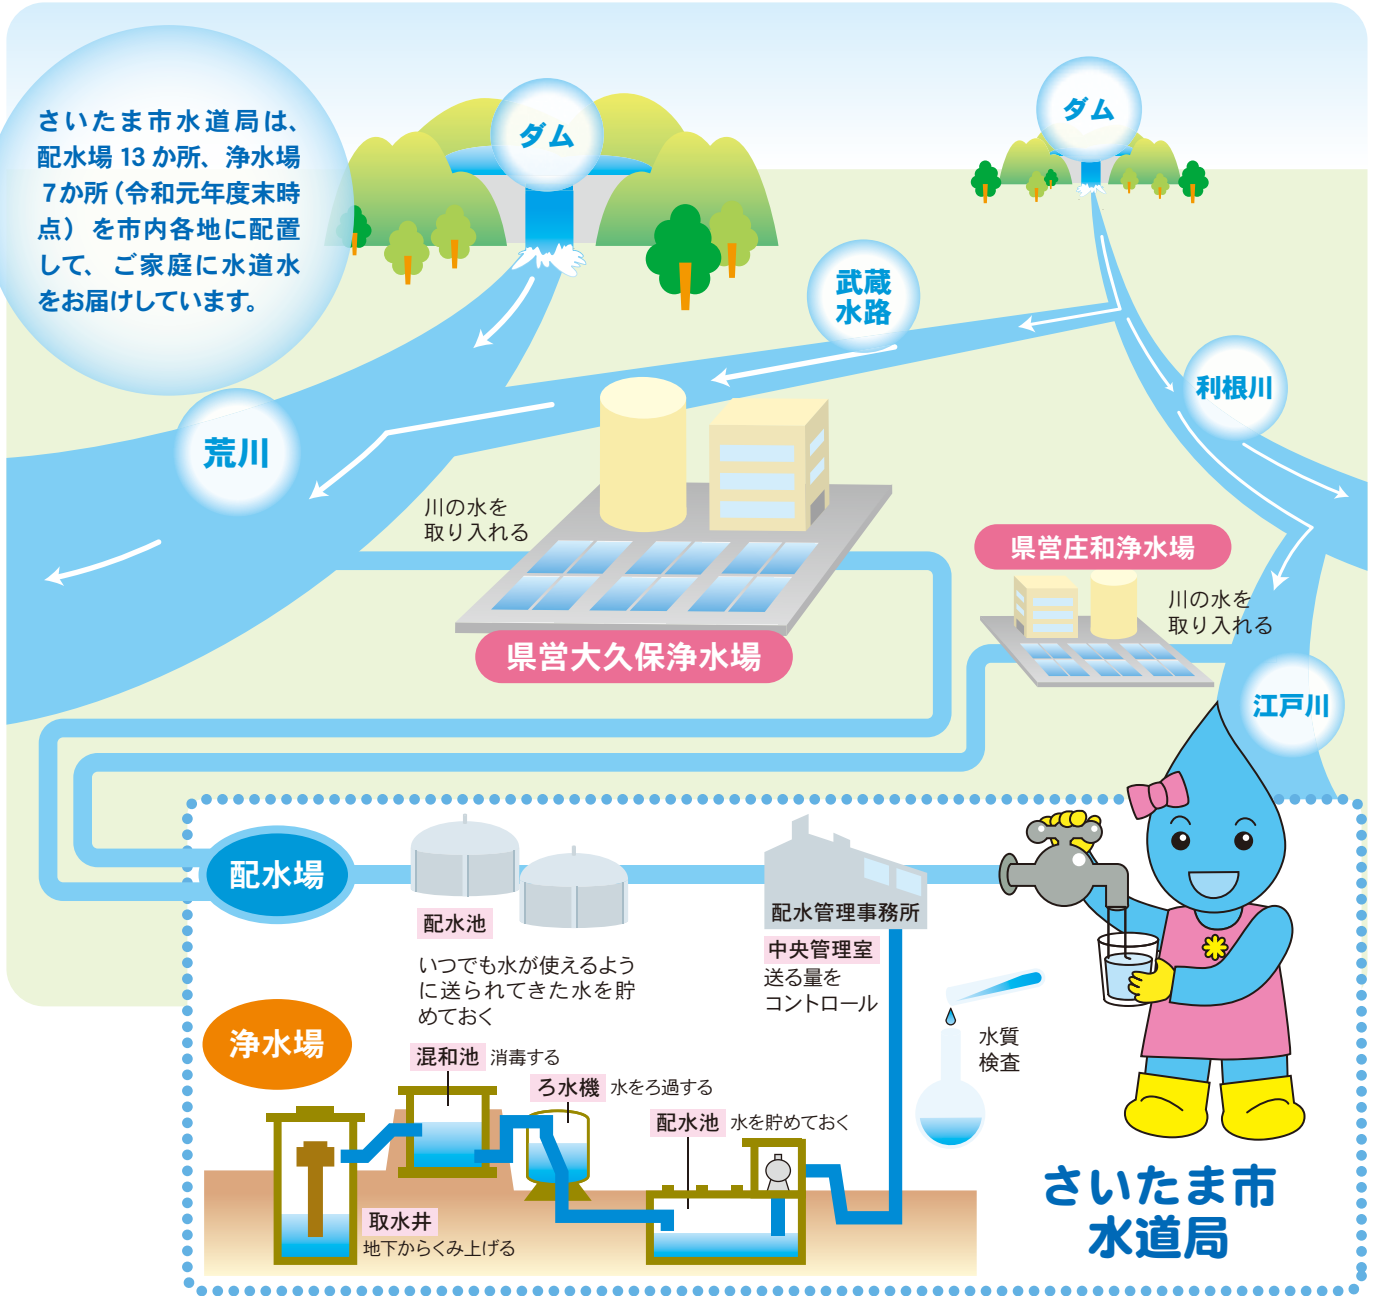 さいたま市水道局は、
配水場 13 か所、浄水場
7か所（令和元年度末時
点）を市内各地に配置
して、ご家庭に水道水
をお届けしています。
ダム
ダム
武蔵
水路
利根川
荒川
川の水を
取り入れる
県営大久保浄水場
県営庄和浄水場
川の水を
取り入れる
江戸川
配水場
配水池
いつでも水が使えるよう
に送られてきた水を貯
めておく
配水管理事務所
中央管理室
送る量を
コントロール
水質
検査
浄水場
混和池 消毒する
ろ水機 水をろ過する
配水池 水を貯めておく
取水井
地下からくみ上げる
さいたま市
水道局